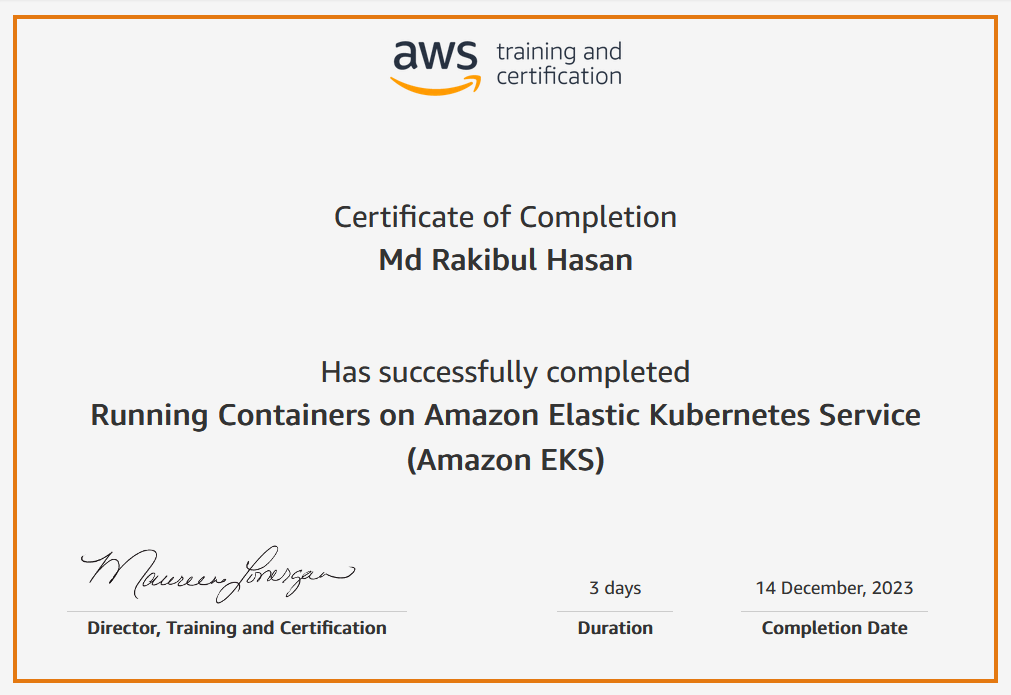 aws training and
certification
Certificate of Completion
Md Rakibul Hasan
Has successfully completed
Running Containers on Amazon Elastic Kubernetes Service
(Amazon EKS)
Maureen Lonergan
Director, Training and Certification
3 days
Duration
14 December, 2023
Completion Date